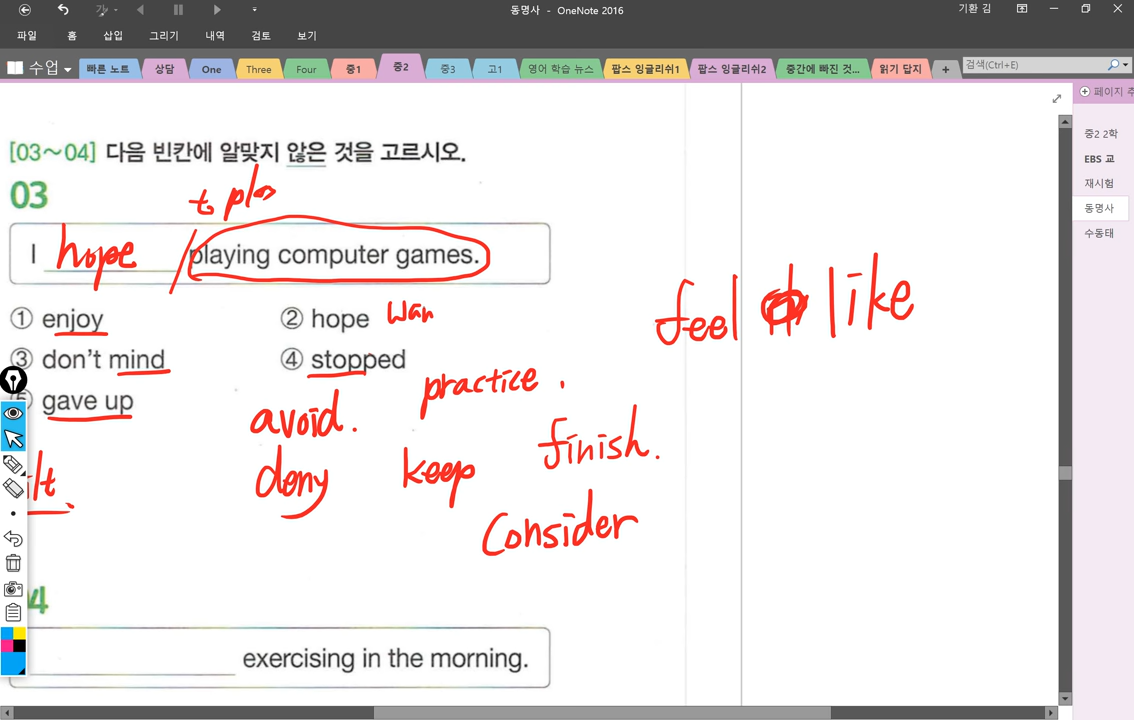 동명사 - OneNote 2016
기환 김
파일 홈 삽입 그리기 내역 검토 보기
수업 빠른 노트 상담 One Three Four 중1 중2 중3 고1 영어 학습 뉴스 팝스 잉글리쉬1 팝스 잉글리쉬2 중간에 빠진 것... 읽기 답지 + 검색(Ctrl+E)
페이지 추
중2 2학
EBS 교
재시험
동명사
수동태
[03~04] 다음 빈칸에 알맞지 않은 것을 고르시오.
03
to play
I hope / playing computer games.
① enjoy ② hope wan
③ don't mind ④ stopped
⑤ gave up
feel like
practice .
avoid.
finish.
deny keep
consider
04
exercising in the morning.